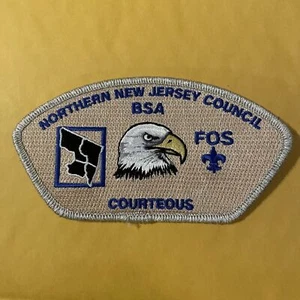 NORTHERN NEW JERSEY COUNCIL
BSA
FOS
COURTEOUS